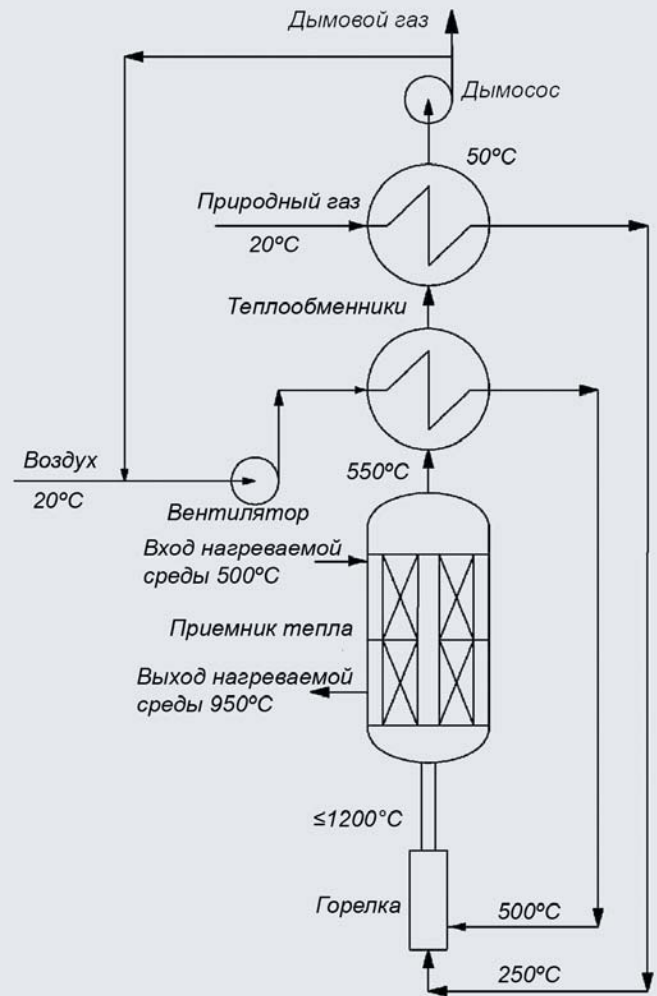 Дымовой газ
Дымосос
50ºC
Природный газ
20ºC
Теплообменники
Воздух
20ºC
550ºC
Вентилятор
Вход нагреваемой
среды 500ºC
Приемник тепла
Выход нагреваемой
среды 950ºC
≤1200°C
Горелка
500ºC
250ºC